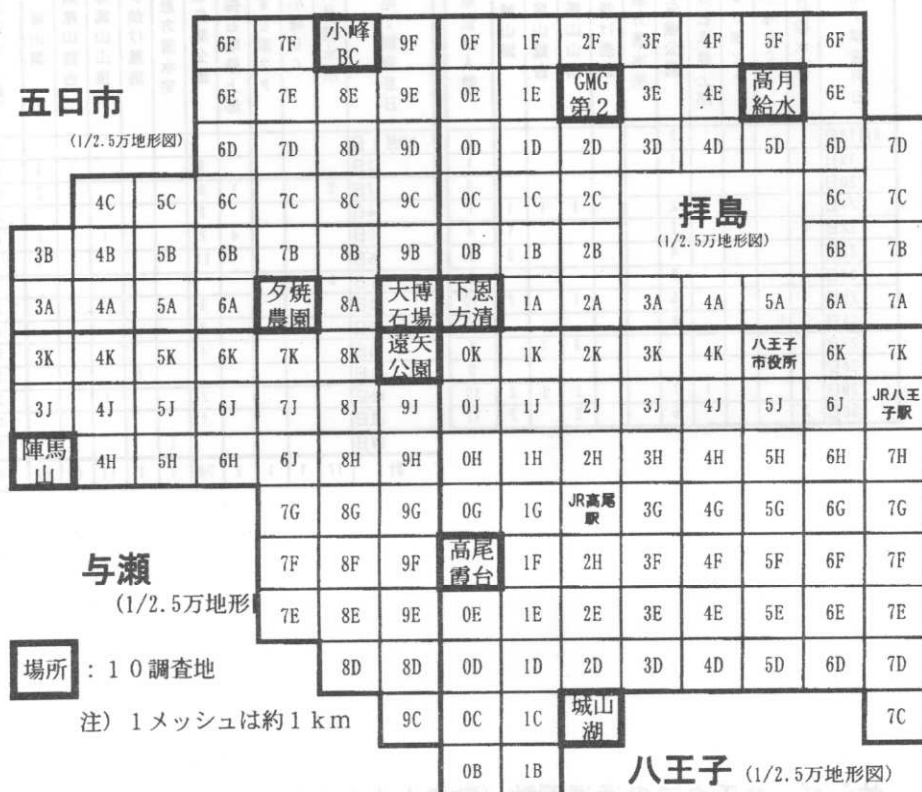 6F 7F 小峰BC 9F 0F 1F 2F 3F 4F 5F 6F
五日市
(1/2.5万地形図)
6E 7E 8E 9E 0E 1E GMG第2 3E 4E 高月給水 6E
6D 7D 8D 9D 0D 1D 2D 3D 4D 5D 6D 7D
4C 5C 6C 7C 8C 9C 0C 1C 2C 6C 7C
拝島
(1/2.5万地形図)
3B 4B 5B 6B 7B 8B 9B 0B 1B 2B 6B 7B
3A 4A 5A 6A 夕焼農園 8A 大博石場 下恩方清 1A 2A 3A 4A 5A 6A 7A
3K 4K 5K 6K 7K 8K 遠矢公園 0K 1K 2K 3K 4K 八王子市役所 6K 7K
3J 4J 5J 6J 7J 8J 9J 0J 1J 2J 3J 4J 5J 6J JR八王子駅
陣馬山 4H 5H 6H 6J 8H 9H 0H 1H 2H 3H 4H 5H 6H 7H
7G 8G 9G 0G 1G JR高尾駅 3G 4G 5G 6G 7G
与瀬
(1/2.5万地形
7F 8F 9F 高尾霞台 1F 2H 3F 4F 5F 6F 7F
7E 8E 9E 0E 1E 2E 3E 4E 5E 6E 7E
場所 : 10調査地
8D 8D 0D 1D 2D 3D 4D 5D 6D 7D
注) 1メッシュは約1km
9C 0C 1C 城山湖 7C
0B 1B
八王子 (1/2.5万地形図)